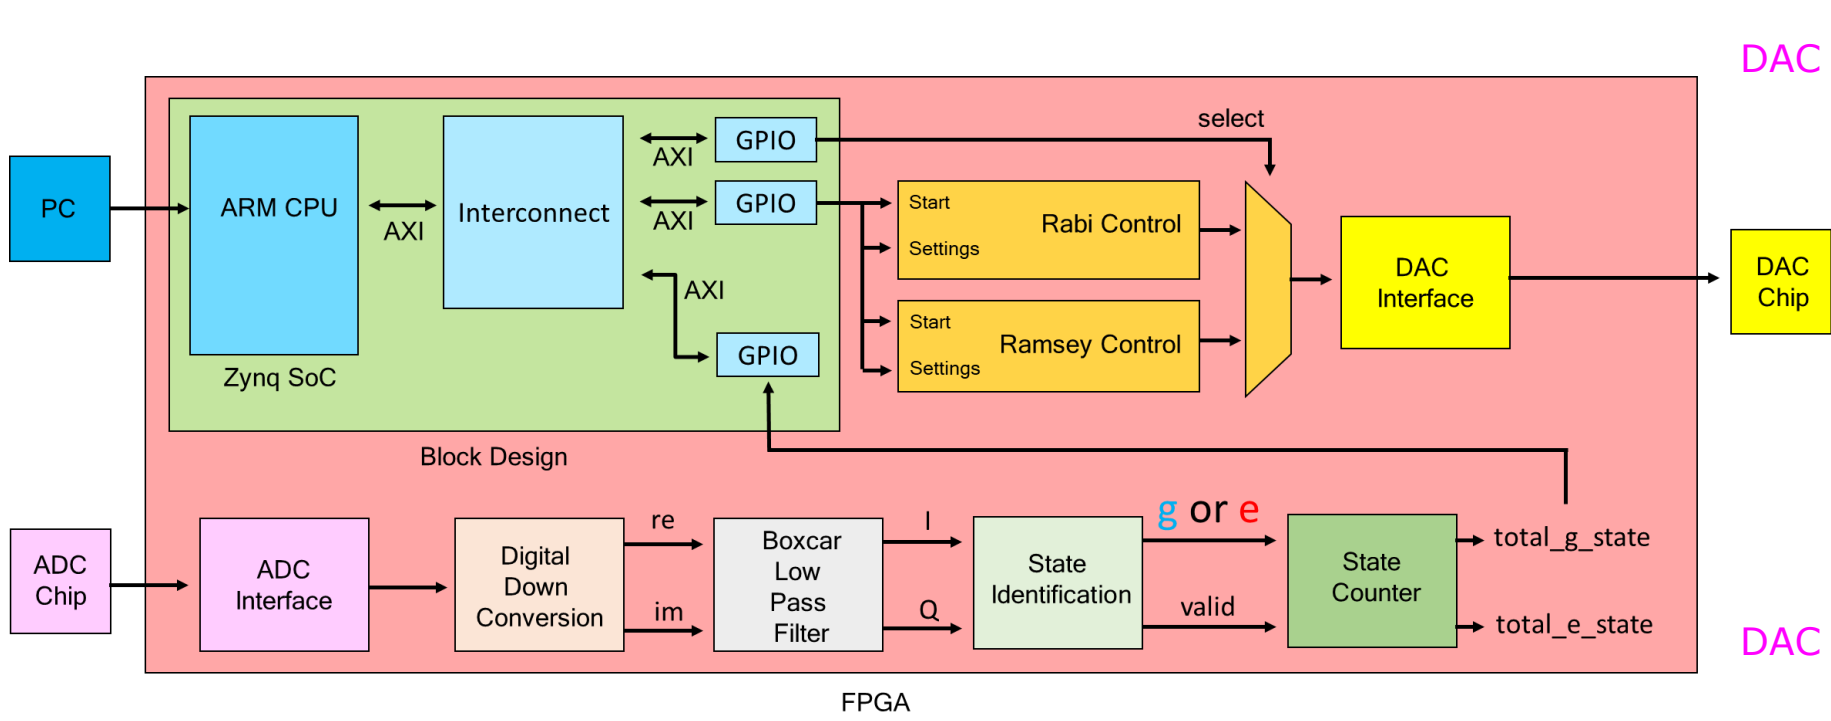 DAC
select
GPIO
AXI
PC
ARM CPU
AXI
Interconnect
GPIO
AXI
Start
Settings
Rabi Control
DAC
Interface
DAC
Chip
AXI
Start
Settings
Ramsey Control
GPIO
Zynq SoC
Block Design
ADC
Chip
ADC
Interface
Digital
Down
Conversion
re
im
Boxcar
Low
Pass
Filter
I
Q
State
Identification
g or e
valid
State
Counter
total_g_state
total_e_state
DAC
FPGA